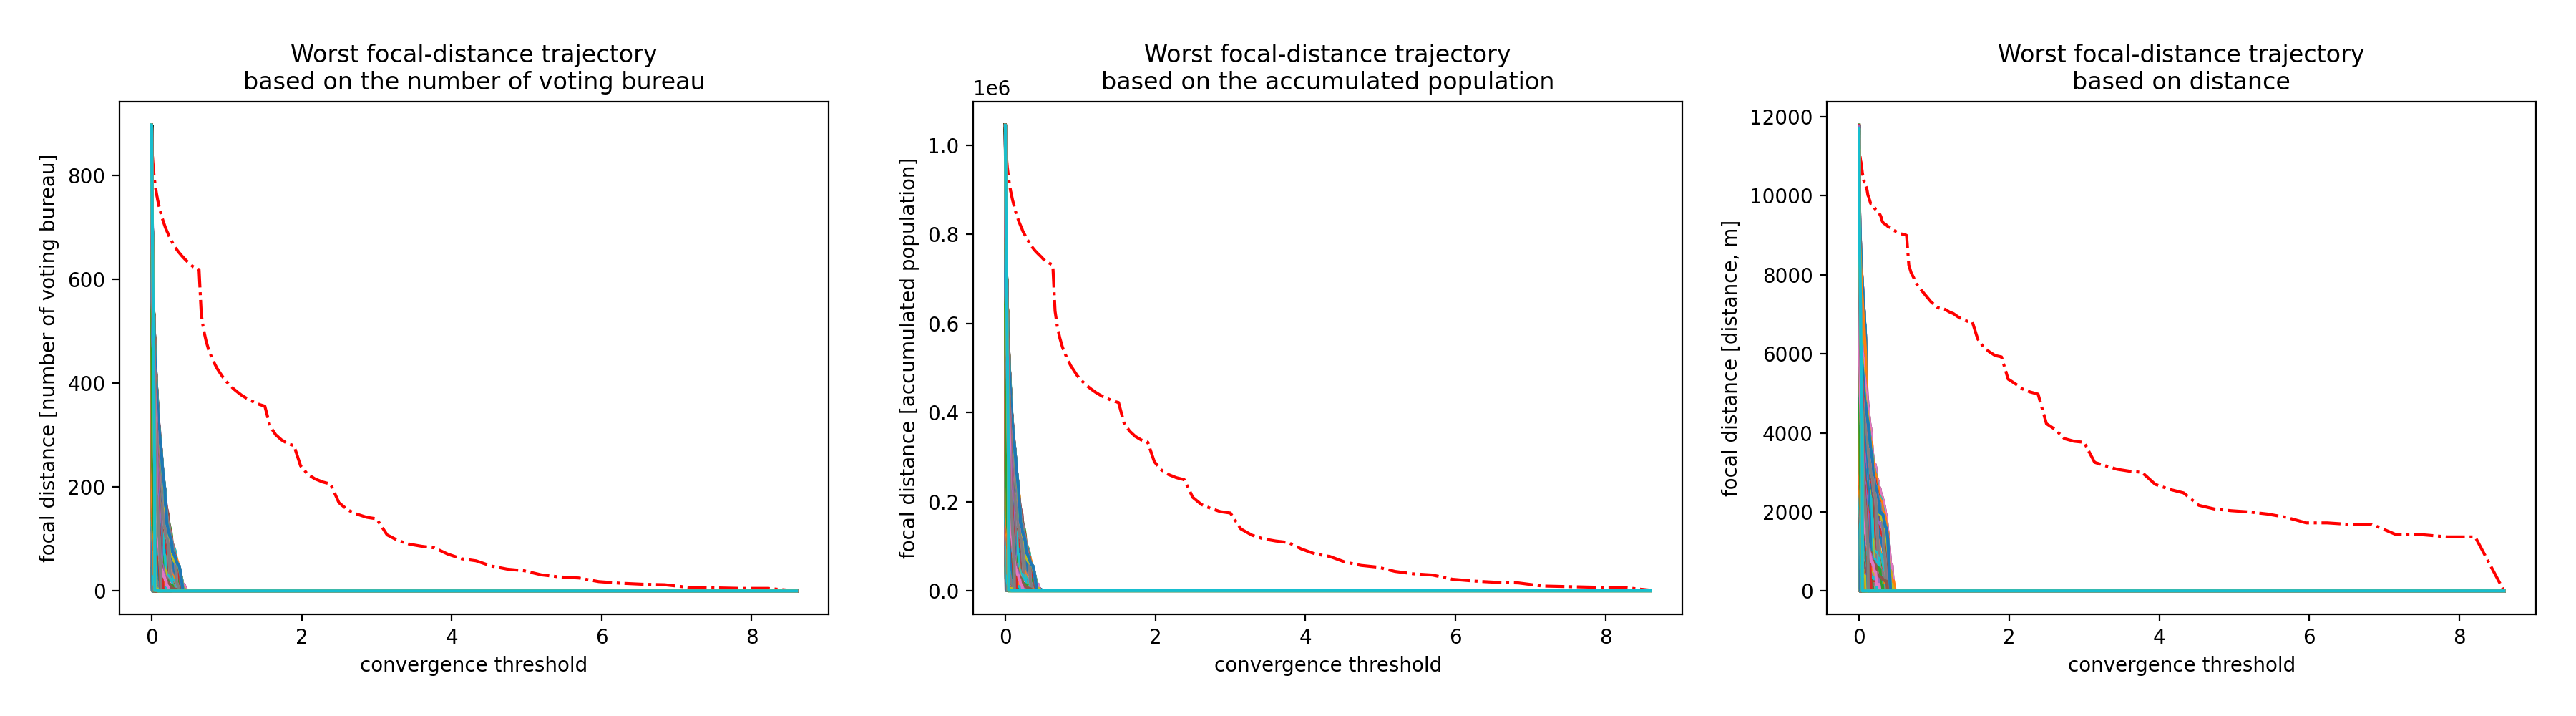 Worst focal-distance trajectory
based on the number of voting bureau
focal distance [number of voting bureau]
800
600
400
200
0
0 2 4 6 8
convergence threshold
Worst focal-distance trajectory
based on the accumulated population
1e6
focal distance [accumulated population]
1.0
0.8
0.6
0.4
0.2
0.0
0 2 4 6 8
convergence threshold
Worst focal-distance trajectory
based on distance
focal distance [distance, m]
12000
10000
8000
6000
4000
2000
0
0 2 4 6 8
convergence threshold